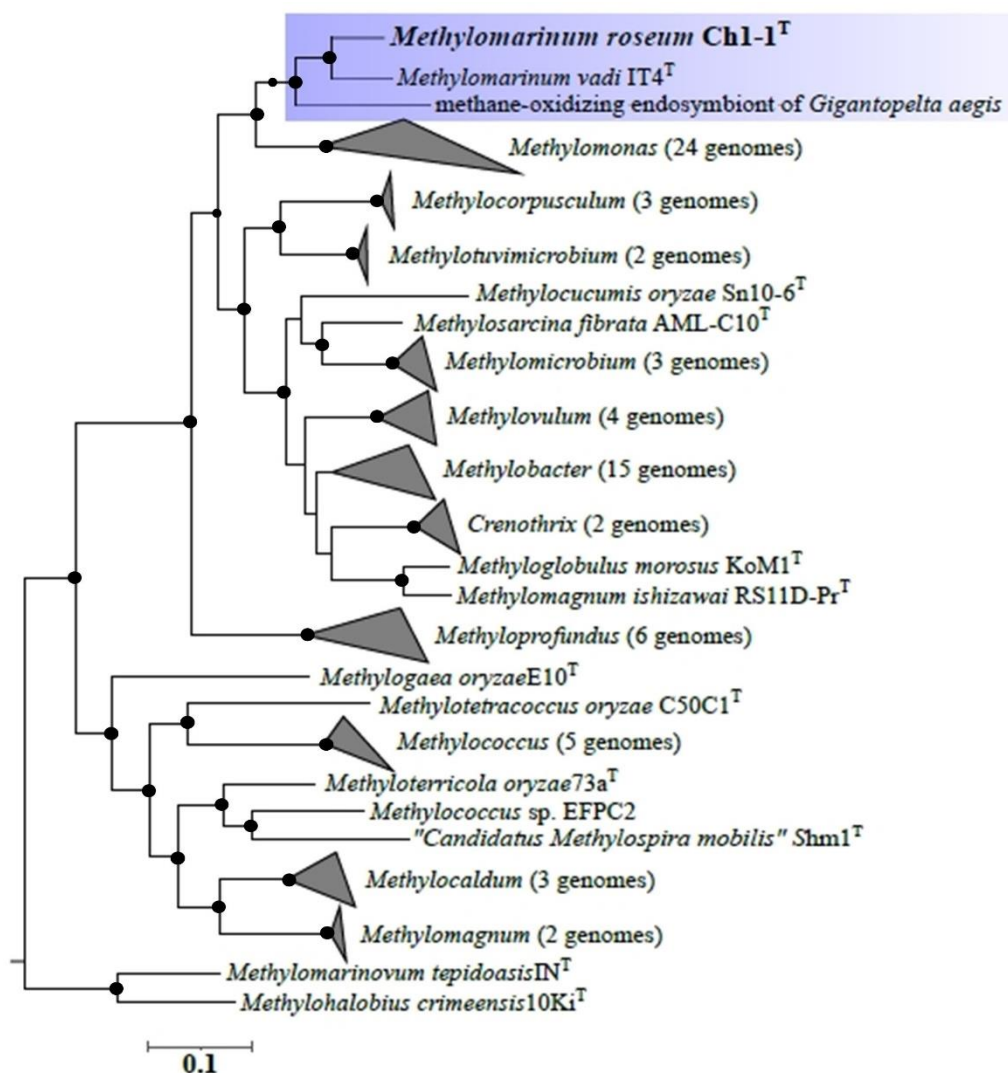 Methylomarinum roseum Ch1-1T
Methylomarinum vadi IT4T
methane-oxidizing endosymbiont of Gigantopelta aegis
Methylomonas (24 genomes)
Methylocorpusculum (3 genomes)
Methylotuvimicrobium (2 genomes)
Methylocucumis oryzae Sn10-6T
Methylosarcina fibrata AML-C10T
Methylomicrobium (3 genomes)
Methylovulum (4 genomes)
Methylobacter (15 genomes)
Crenothrix (2 genomes)
Methyloglobulus morosus KoM1T
Methylomagnum ishizawai RS11D-PrT
Methyloprofundus (6 genomes)
Methylogaea oryzaeE10T
Methylotetracoccus oryzae C50C1T
Methylococcus (5 genomes)
Methyloterricola oryzae73aT
Methylococcus sp. EFPC2
"Candidatus Methylospira mobilis" Shm1T
Methylocaldum (3 genomes)
Methylomagnum (2 genomes)
Methylomarinovum tepidoasisINT
Methylohalobius crimeensis10KiT
0.1